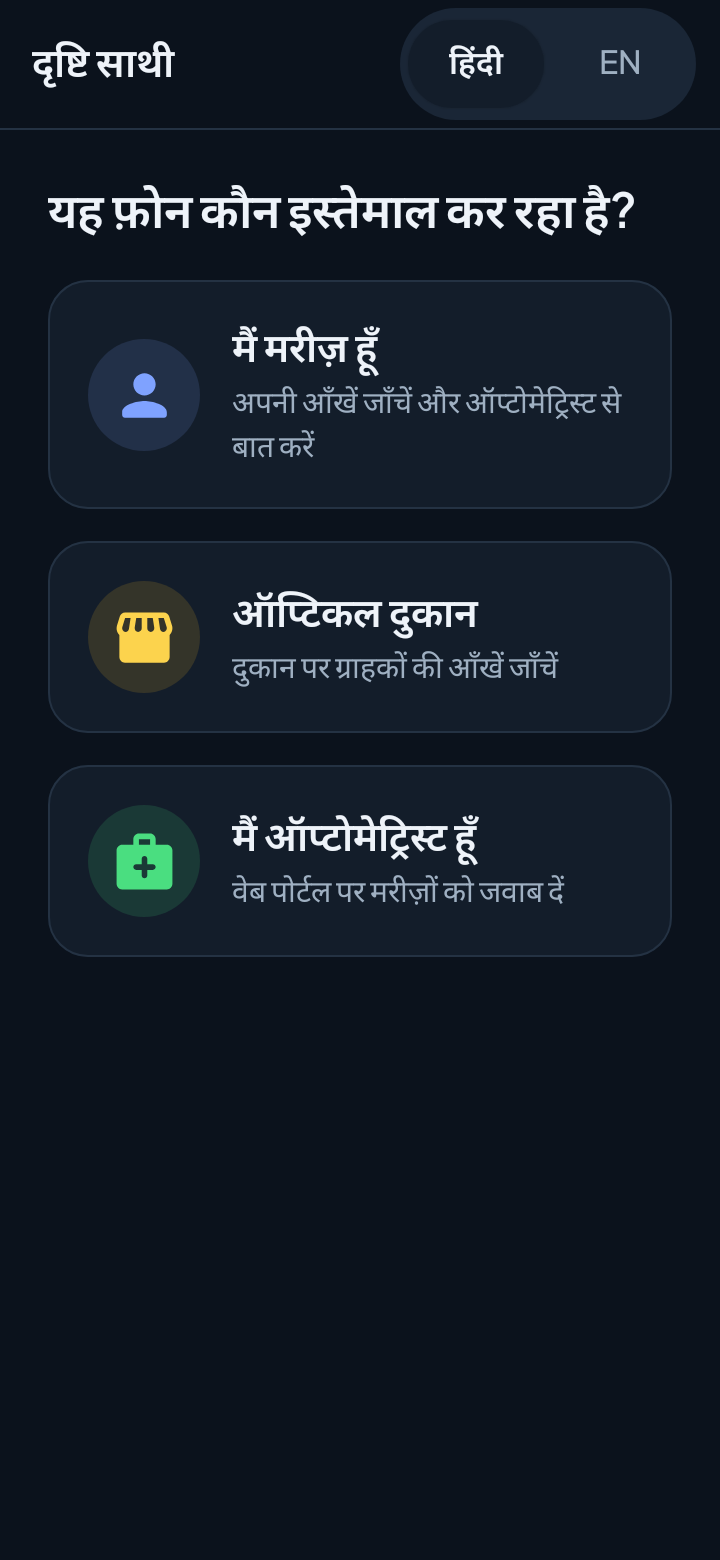 दृष्टि साथी
हिंदी
EN
यह फ़ोन कौन इस्तेमाल कर रहा है?
मैं मरीज़ हूँ
अपनी आँखें जाँचें और ऑप्टोमेट्रिस्ट से
बात करें
ऑप्टिकल दुकान
दुकान पर ग्राहकों की आँखें जाँचें
मैं ऑप्टोमेट्रिस्ट हूँ
वेब पोर्टल पर मरीज़ों को जवाब दें